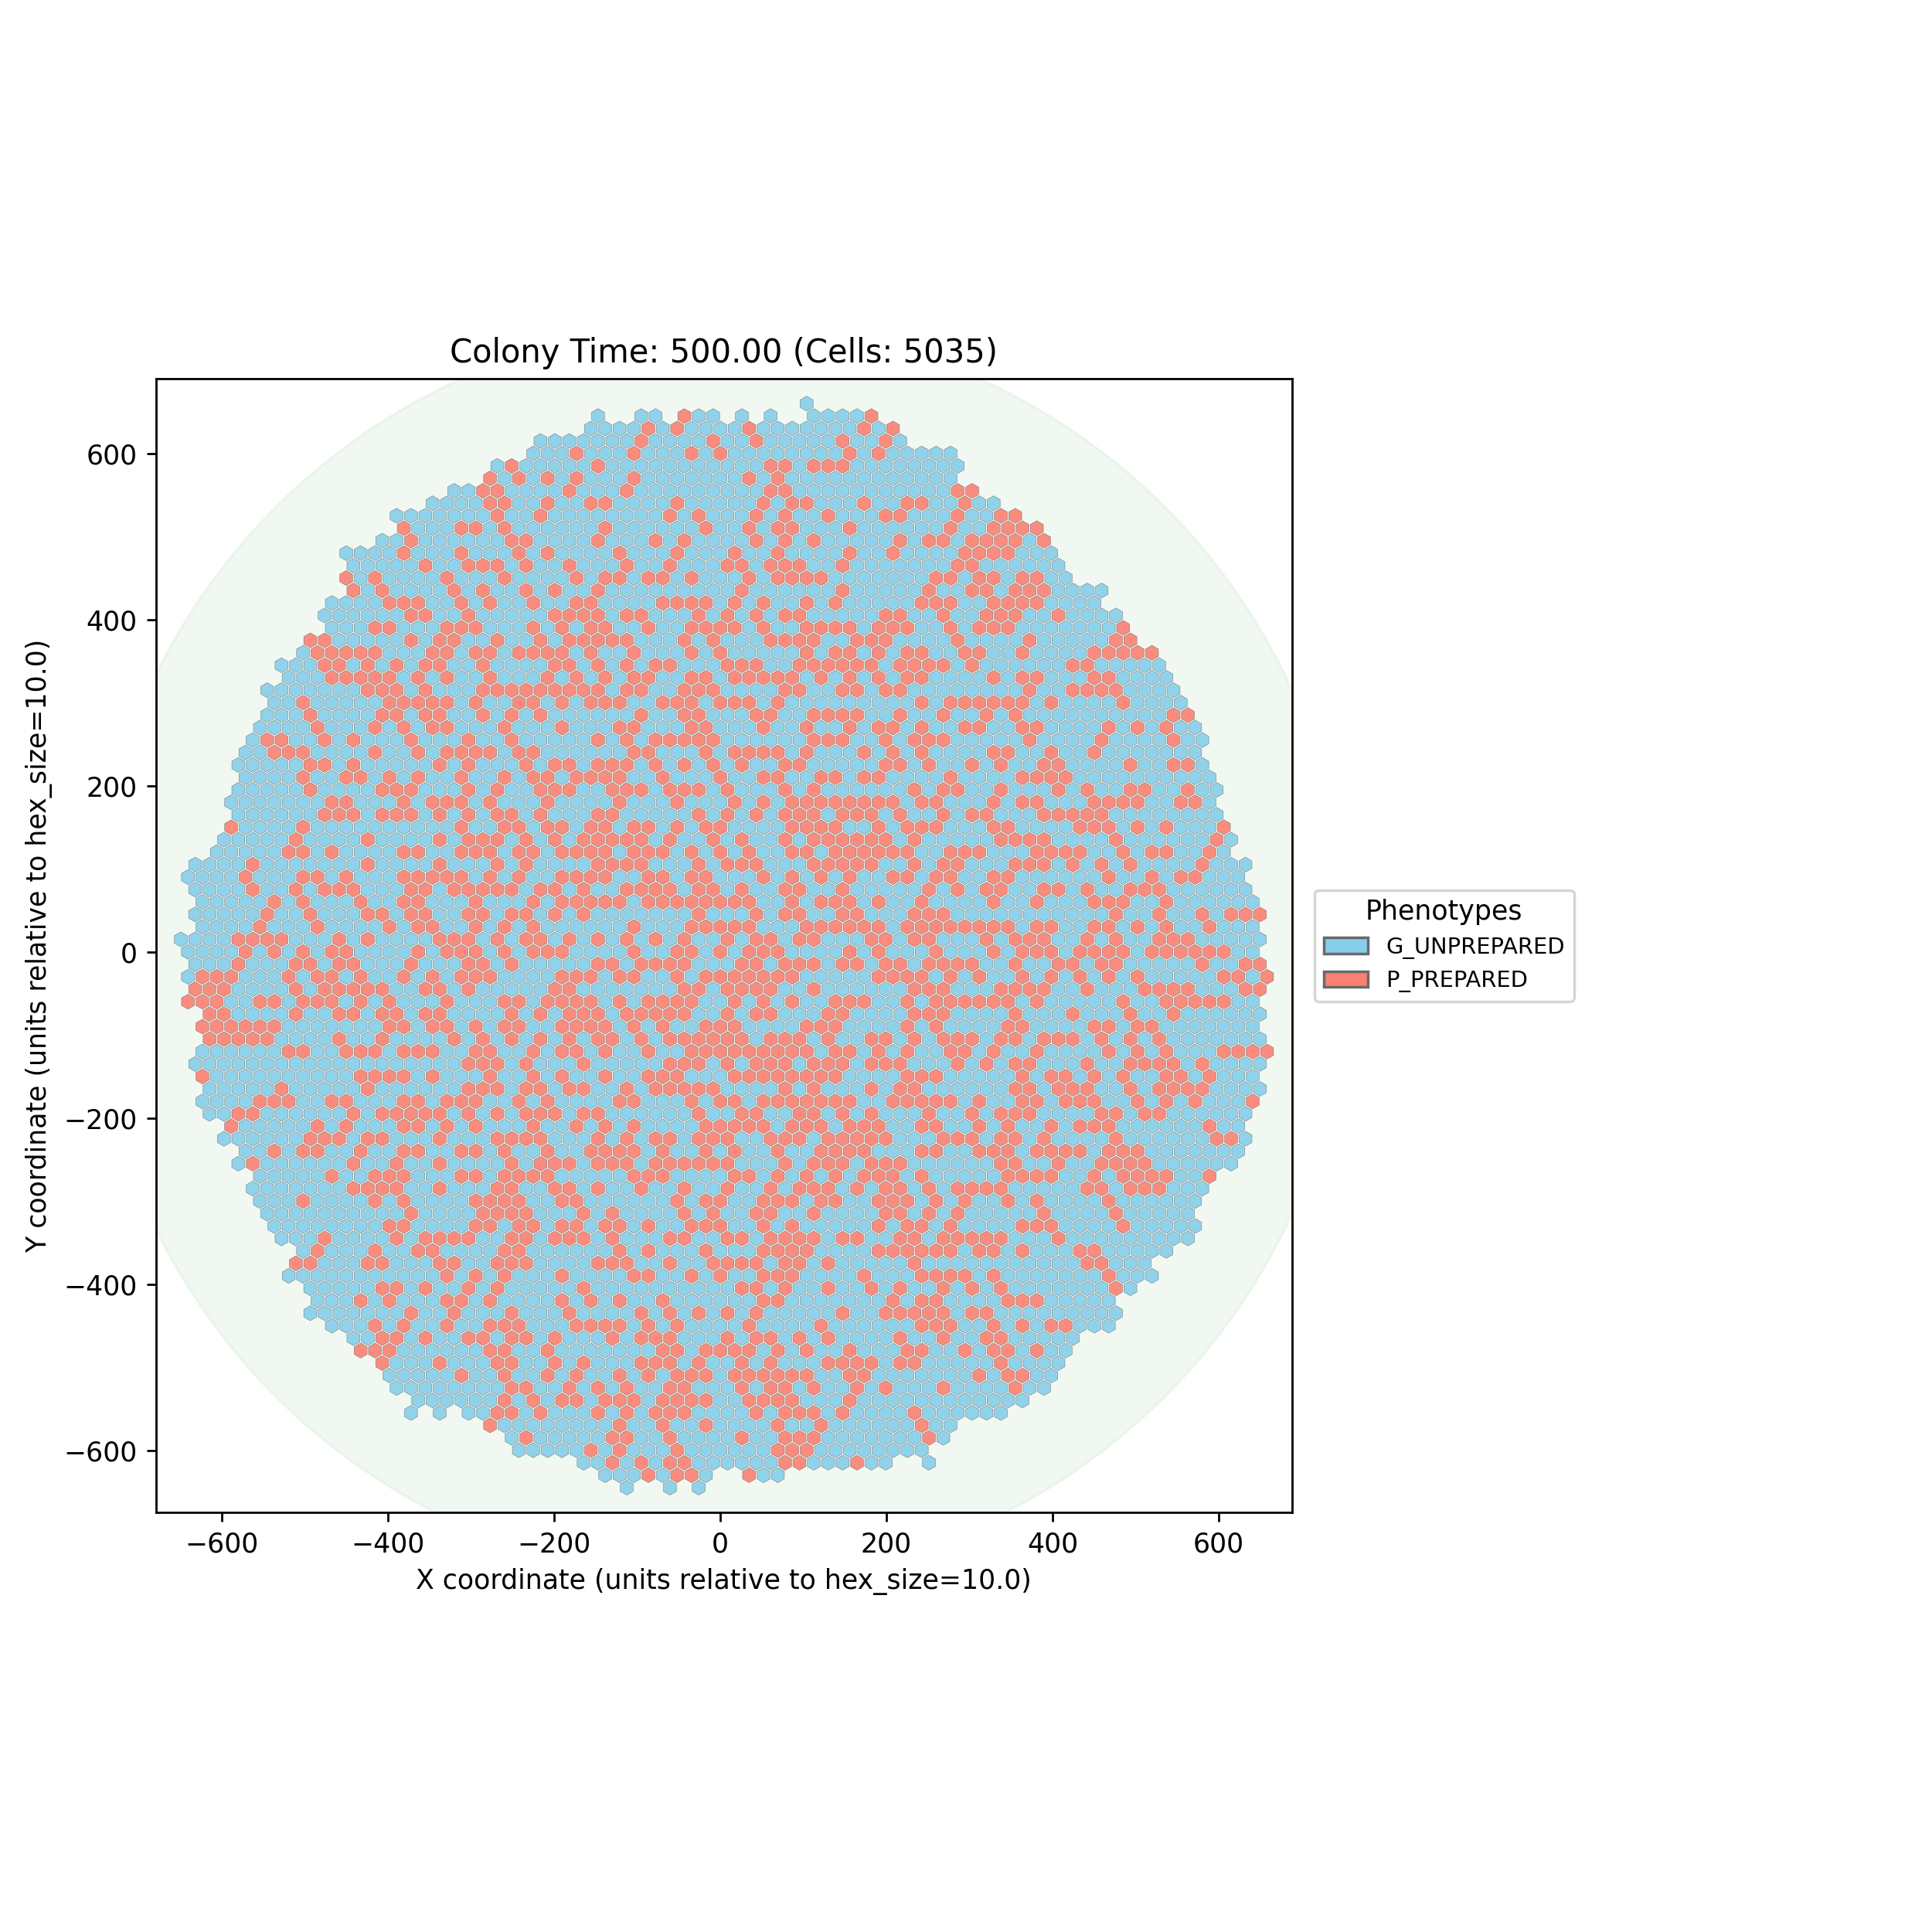 Colony Time: 500.00 (Cells: 5035)
Y coordinate (units relative to hex_size=10.0)
600
400
200
0
−200
−400
−600
−600 −400 −200 0 200 400 600
X coordinate (units relative to hex_size=10.0)
Phenotypes
G_UNPREPARED
P_PREPARED